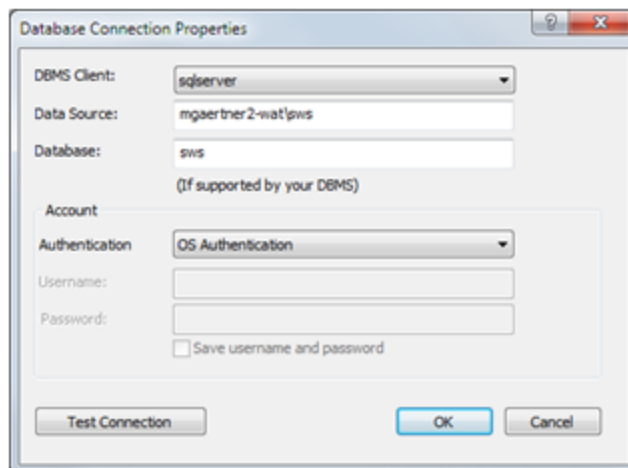 Database Connection Properties
DBMS Client: sqlserver
Data Source: mgaertner2-wat\sws
Database: sws
(If supported by your DBMS)
Account
Authentication OS Authentication
Username:
Password:
Save username and password
Test Connection OK Cancel